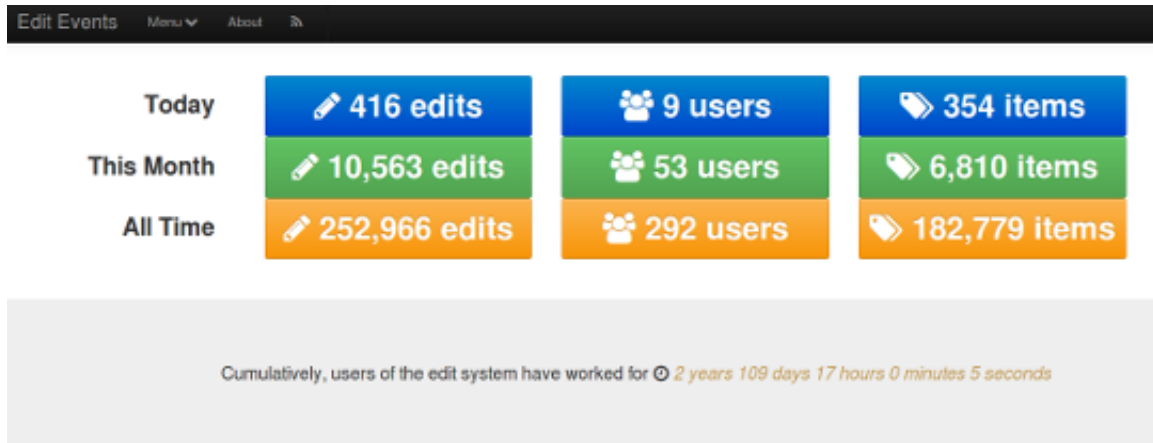 Edit Events Menu About
Today 416 edits 9 users 354 items
This Month 10,563 edits 53 users 6,810 items
All Time 252,966 edits 292 users 182,779 items
Cumulatively, users of the edit system have worked for 2 years 109 days 17 hours 0 minutes 5 seconds